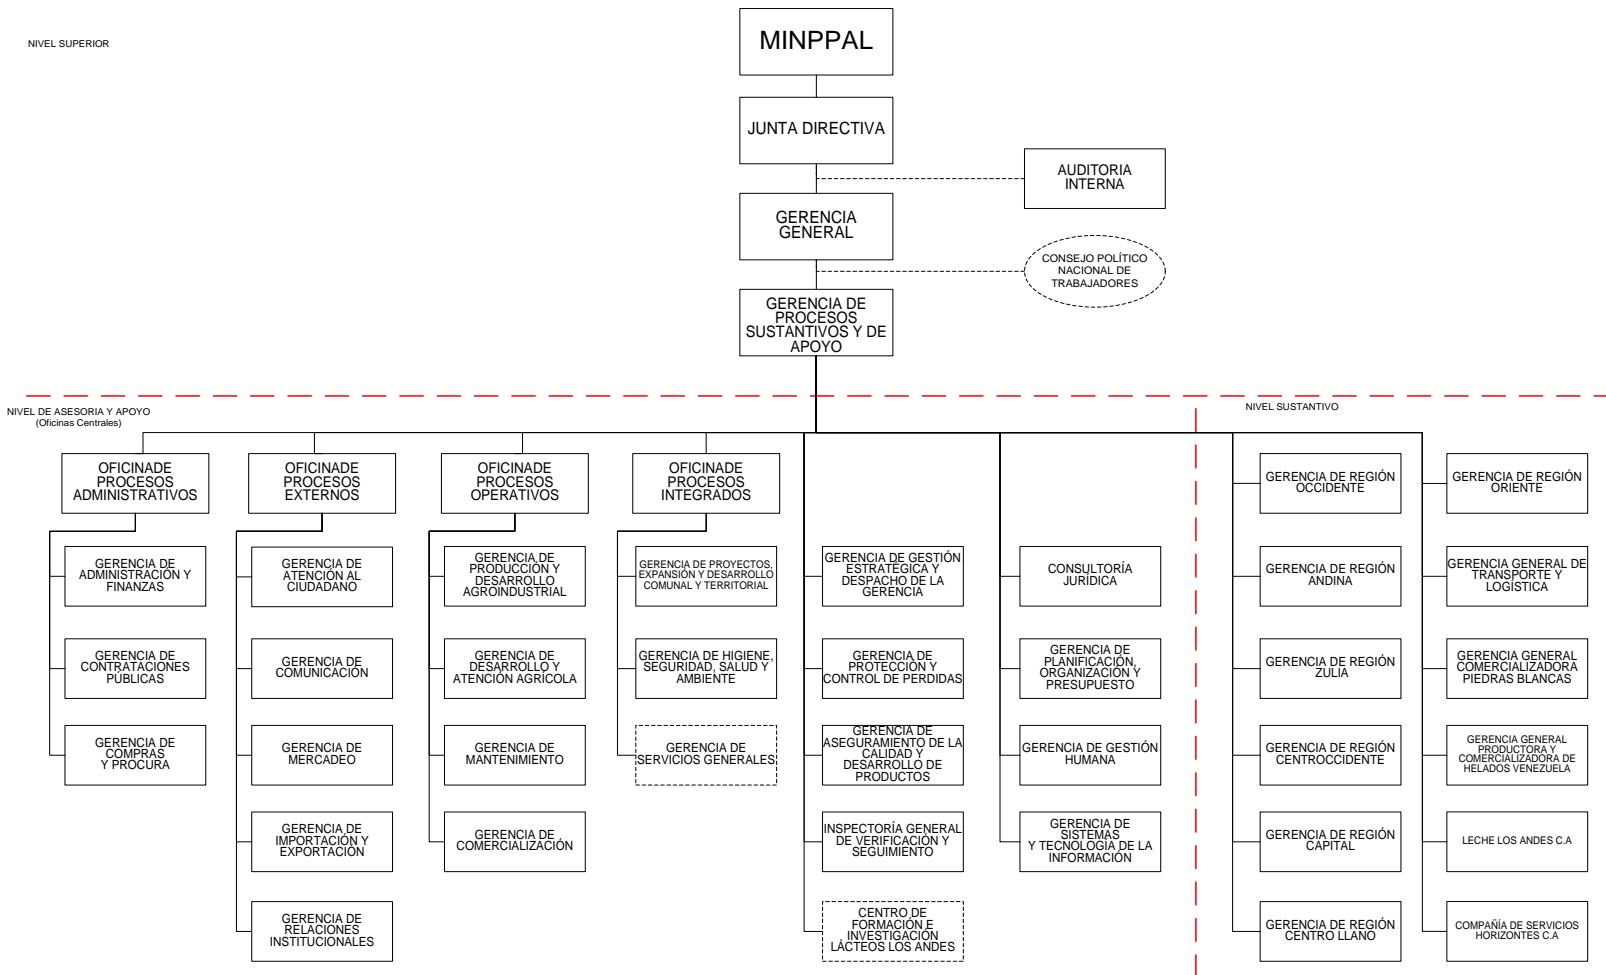 NIVEL SUPERIOR
MINPPAL
JUNTA DIRECTIVA
AUDITORIA
INTERNA
GERENCIA
GENERAL
CONSEJO POLÍTICO
NACIONAL DE
TRABAJADORES
GERENCIA DE
PROCESOS
SUSTANTIVOS Y DE
APOYO
NIVEL DE ASESORIA Y APOYO
(Oficinas Centrales)
NIVEL SUSTANTIVO
OFICINADE
PROCESOS
ADMINISTRATIVOS
GERENCIA DE
ADMINISTRACIÓN Y
FINANZAS
GERENCIA DE
CONTRATACIONES
PÚBLICAS
GERENCIA DE
COMPRAS
Y PROCURA
OFICINADE
PROCESOS
EXTERNOS
GERENCIA DE
ATENCIÓN AL
CIUDADANO
GERENCIA DE
COMUNICACIÓN
GERENCIA DE
MERCADEO
GERENCIA DE
IMPORTACIÓN Y
EXPORTACIÓN
GERENCIA DE
RELACIONES
INSTITUCIONALES
OFICINADE
PROCESOS
OPERATIVOS
GERENCIA DE
PRODUCCIÓN Y
DESARROLLO
AGROINDUSTRIAL
GERENCIA DE
DESARROLLO Y
ATENCIÓN AGRÍCOLA
GERENCIA DE
MANTENIMIENTO
GERENCIA DE
COMERCIALIZACIÓN
OFICINADE
PROCESOS
INTEGRADOS
GERENCIA DE PROYECTOS,
EXPANSIÓN Y DESARROLLO
COMUNAL Y TERRITORIAL
GERENCIA DE HIGIENE,
SEGURIDAD, SALUD Y
AMBIENTE
GERENCIA DE
SERVICIOS GENERALES
GERENCIA DE GESTIÓN
ESTRATÉGICA Y
DESPACHO DE LA
GERENCIA
GERENCIA DE
PROTECCIÓN Y
CONTROL DE PERDIDAS
GERENCIA DE
ASEGURAMIENTO DE LA
CALIDAD Y
DESARROLLO DE
PRODUCTOS
INSPECTORÍA GENERAL
DE VERIFICACIÓN Y
SEGUIMIENTO
CENTRO DE
FORMACIÓN E
INVESTIGACIÓN
LÁCTEOS LOS ANDES
CONSULTORÍA
JURÍDICA
GERENCIA DE
PLANIFICACIÓN,
ORGANIZACIÓN Y
PRESUPUESTO
GERENCIA DE GESTIÓN
HUMANA
GERENCIA DE
SISTEMAS
Y TECNOLOGÍA DE LA
INFORMACIÓN
GERENCIA DE REGIÓN
OCCIDENTE
GERENCIA DE REGIÓN
ANDINA
GERENCIA DE REGIÓN
ZULIA
GERENCIA DE REGIÓN
CENTROCCIDENTE
GERENCIA DE REGIÓN
CAPITAL
GERENCIA DE REGIÓN
CENTRO LLANO
GERENCIA DE REGIÓN
ORIENTE
GERENCIA GENERAL DE
TRANSPORTE Y
LOGÍSTICA
GERENCIA GENERAL
COMERCIALIZADORA
PIEDRAS BLANCAS
GERENCIA GENERAL
PRODUCTORA Y
COMERCIALIZADORA DE
HELADOS VENEZUELA
LECHE LOS ANDES C.A
COMPAÑÍA DE SERVICIOS
HORIZONTES C.A